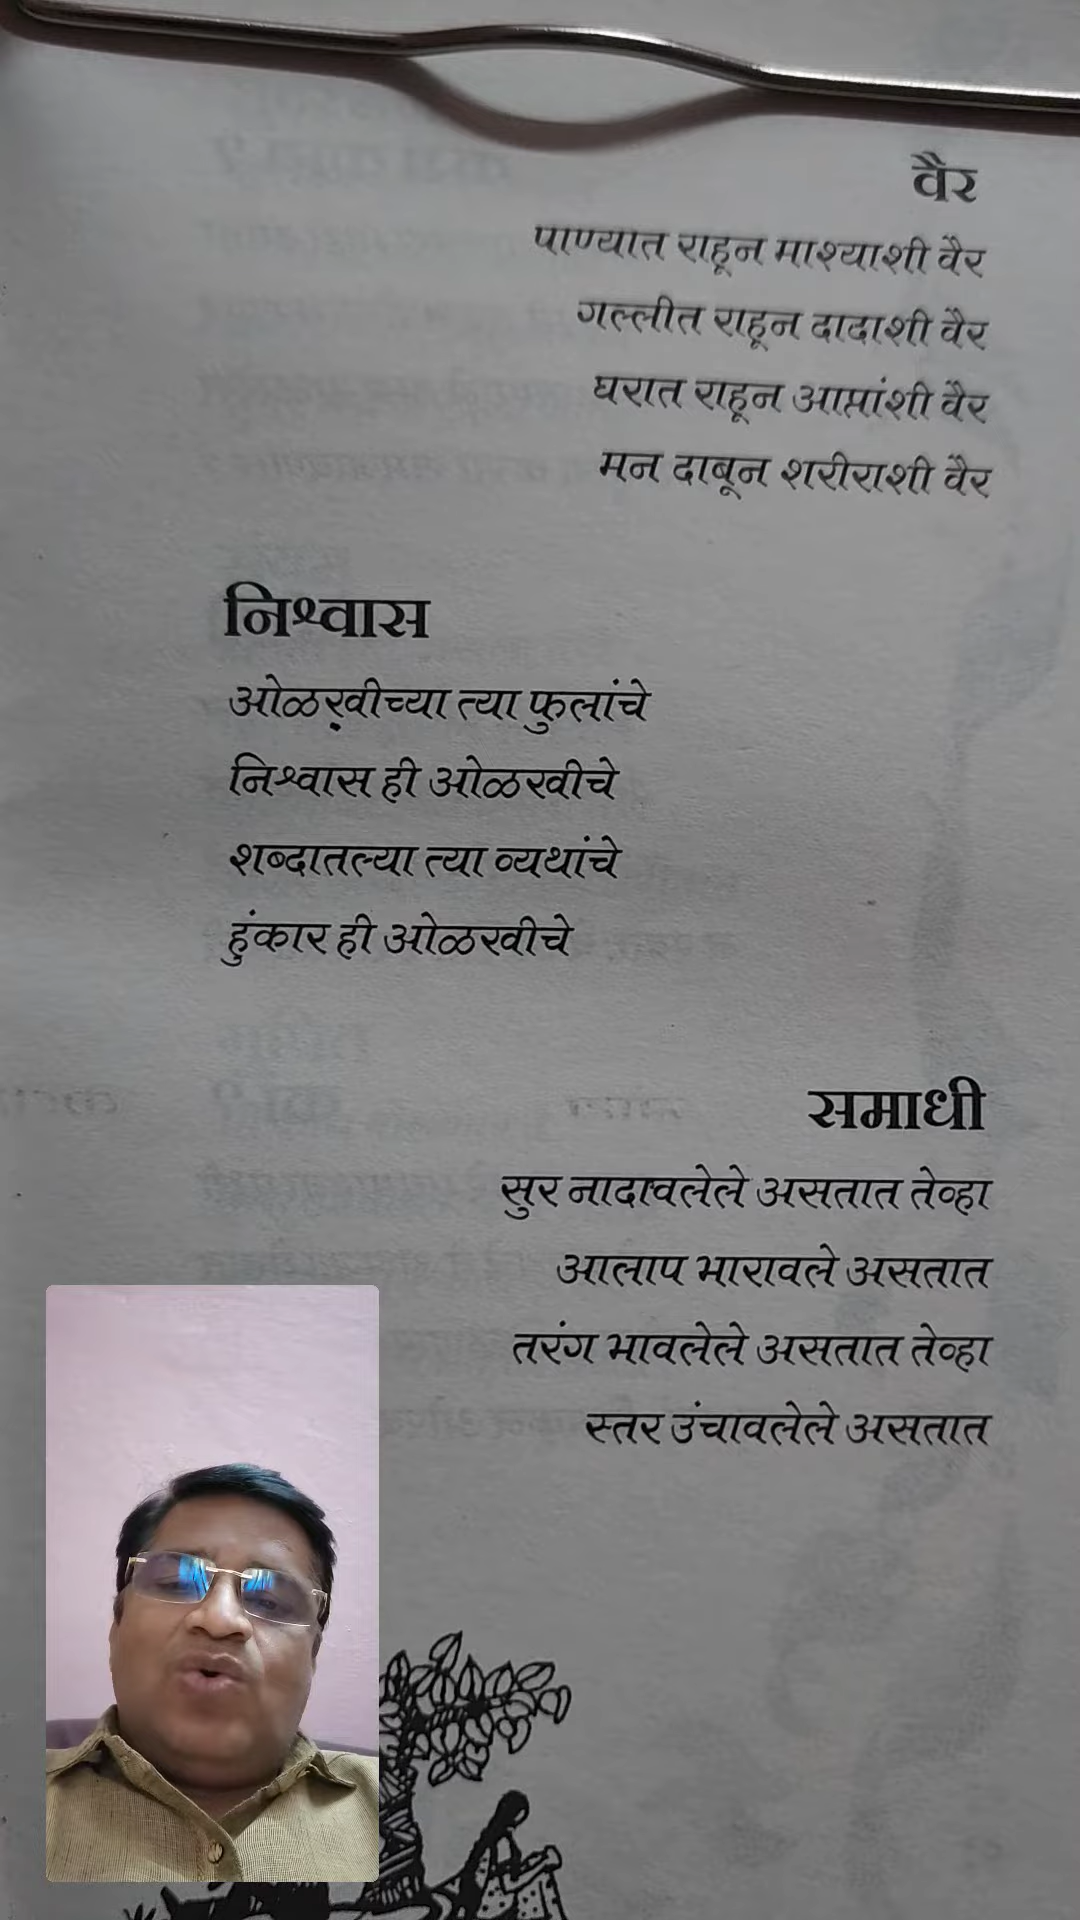 वैर
पाण्यात राहून माश्याशी वैर
गल्लीत राहून दादाशी वैर
घरात राहून आप्तांशी वैर
मन दाबून शरीराशी वैर
निश्वास
ओळखीच्या त्या फुलांचे
निश्वास ही ओळखीचे
शब्दातल्या त्या व्यथांचे
हुंकार ही ओळखीचे
समाधी
सुर नादावलेले असतात तेव्हा
आलाप भारावले असतात
तरंग भावलेले असतात तेव्हा
स्तर उंचावलेले असतात